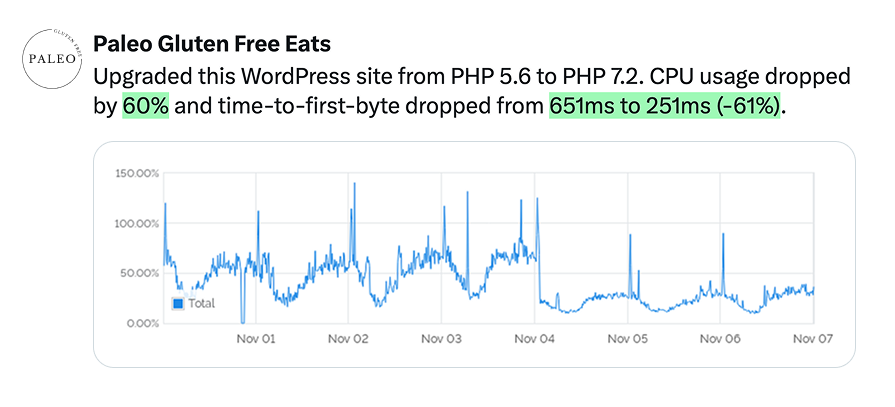 GLUTEN FREE
PALEO
Paleo Gluten Free Eats
Upgraded this WordPress site from PHP 5.6 to PHP 7.2. CPU usage dropped
by 60% and time-to-first-byte dropped from 651ms to 251ms (-61%).
150.00%
100.00%
50.00%
Total
0.00%
Nov 01 Nov 02 Nov 03 Nov 04 Nov 05 Nov 06 Nov 07